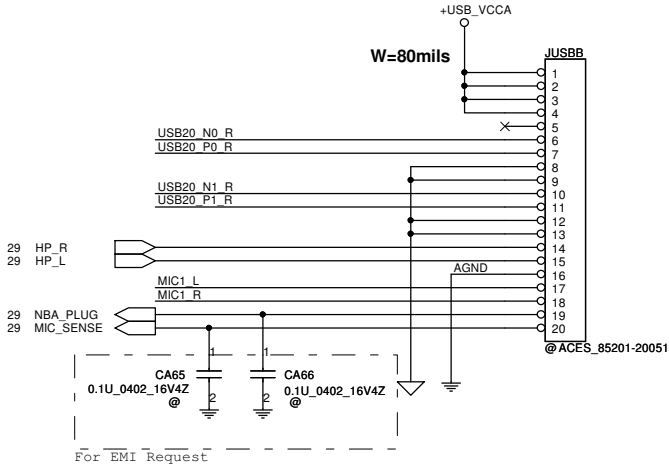 +USB_VCCA
W=80mils
JUSBB
1
2
3
4
5
USB20_N0_R
6
USB20_P0_R
7
8
9
USB20_N1_R
10
USB20_P1_R
11
12
13
29 HP_R
14
29 HP_L
15
AGND
16
MIC1_L
17
MIC1_R
18
29 NBA_PLUG
19
29 MIC_SENSE
20
@ ACES_85201-20051
1
1
CA65
CA66
0.1U_0402_16V4Z
0.1U_0402_16V4Z
2
2
@
@
For EMI Request